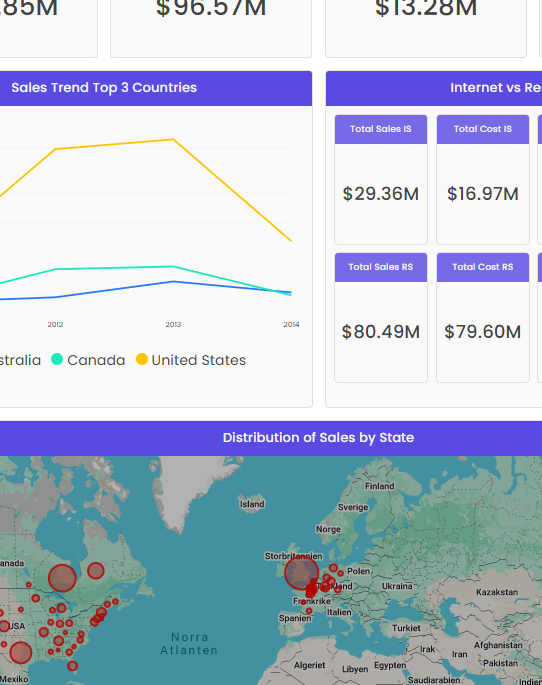 .85M
$96.57M
$13.28M
Sales Trend Top 3 Countries
2012
2013
2014
stralia
Canada
United States
Internet vs Re
Total Sales IS
Total Cost IS
$29.36M
$16.97M
Total Sales RS
Total Cost RS
$80.49M
$79.60M
Distribution of Sales by State
Finland
Island
Sverige
Norge
Storbritannien
anada
Polen
Tyskland
Ukraina
Kazakstan
Frankrike
Italien
USA
Spanien
Turkiet
Norra
Atlanten
Afghanistan
Irak
Iran
Algeriet
Libyen
Egypten
Pakistan
Mexiko
Saudiarabien
Indien